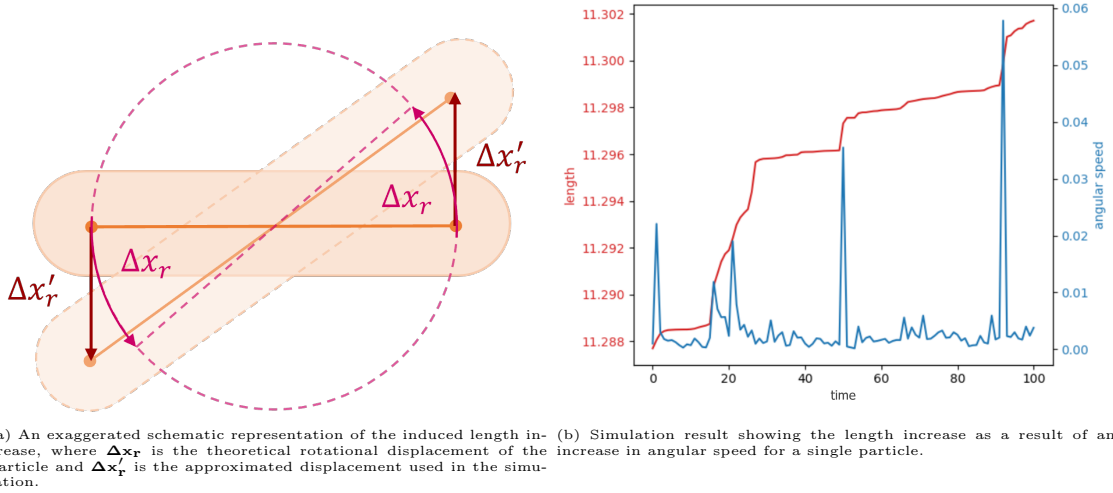 Δx′ᵣ
Δxᵣ
Δxᵣ
Δx′ᵣ
11.302
11.300
11.298
11.296
11.294
11.292
11.290
11.288
length
0.06
0.05
0.04
0.03
0.02
0.01
0.00
angular speed
0 20 40 60 80 100
time
a) An exaggerated schematic representation of the induced length in-
rease, where Δxᵣ is the theoretical rotational displacement of the
article and Δx′ᵣ is the approximated displacement used in the simu-
ation.
(b) Simulation result showing the length increase as a result of an
increase in angular speed for a single particle.